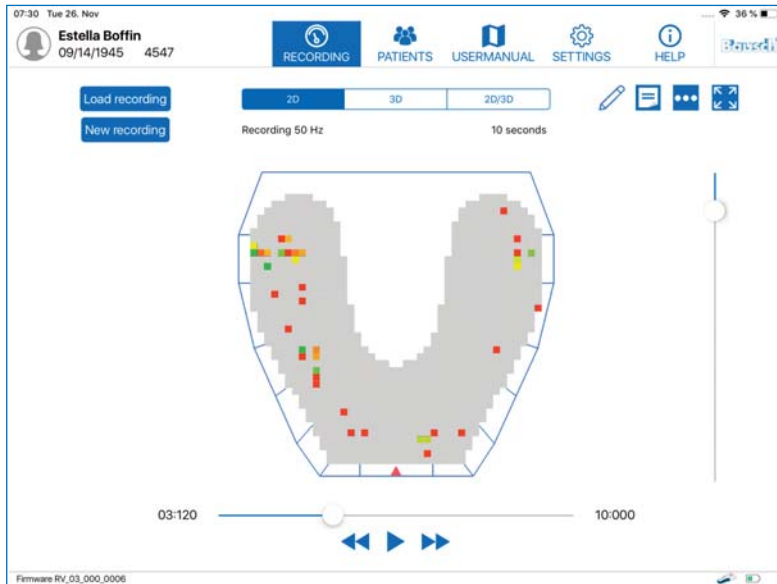 07:30 Tue 26. Nov
36 %
Estella Boffin
09/14/1945 4547
RECORDING
PATIENTS
USERMANUAL
SETTINGS
HELP
Bausch
Load recording
New recording
2D
3D
2D/3D
Recording 50 Hz
10 seconds
03:120
10:000
Firmware RV_03_000_0006